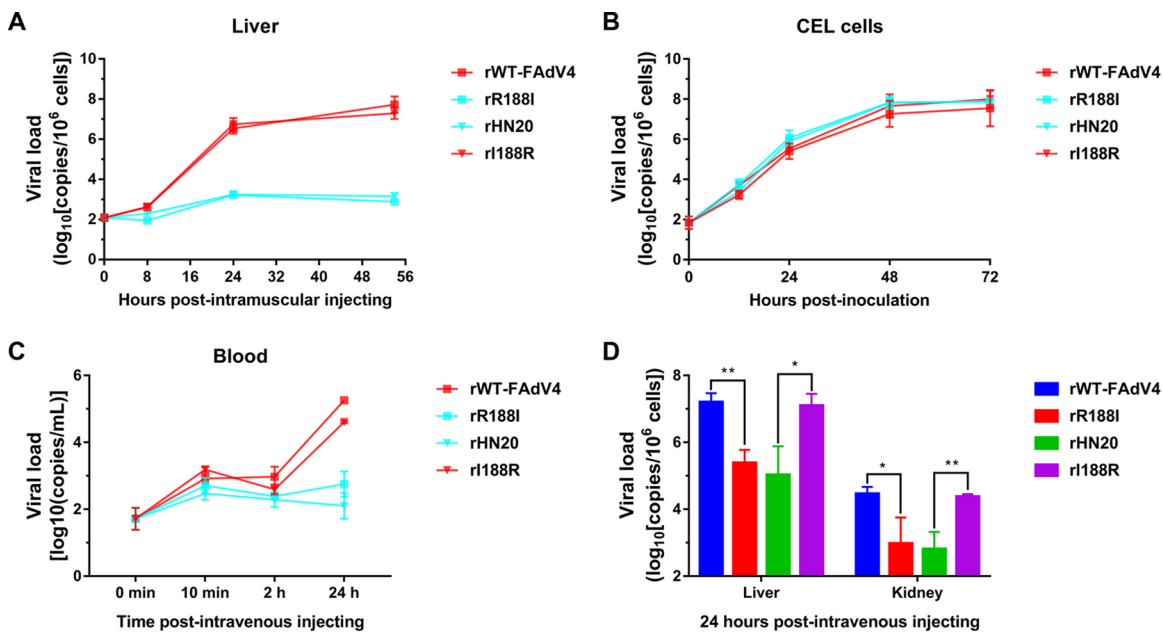 A
Liver
Viral load
(log10[copies/10^6 cells])
10
8
6
4
2
0
0 8 16 24 32 40 48 56
Hours post-intramuscular injecting
rWT-FAdV4
rR188I
rHN20
rI188R
B
CEL cells
Viral load
(log10[copies/10^6 cells])
10
8
6
4
2
0
0 24 48 72
Hours post-inoculation
rWT-FAdV4
rR188I
rHN20
rI188R
C
Blood
Viral load
[log10(copies/mL)]
6
4
2
0
0 min 10 min 2 h 24 h
Time post-intravenous injecting
rWT-FAdV4
rR188I
rHN20
rI188R
D
Viral load
(log10[copies/10^6 cells])
8
6
4
2
** * * **
Liver Kidney
24 hours post-intravenous injecting
rWT-FAdV4
rR188I
rHN20
rI188R